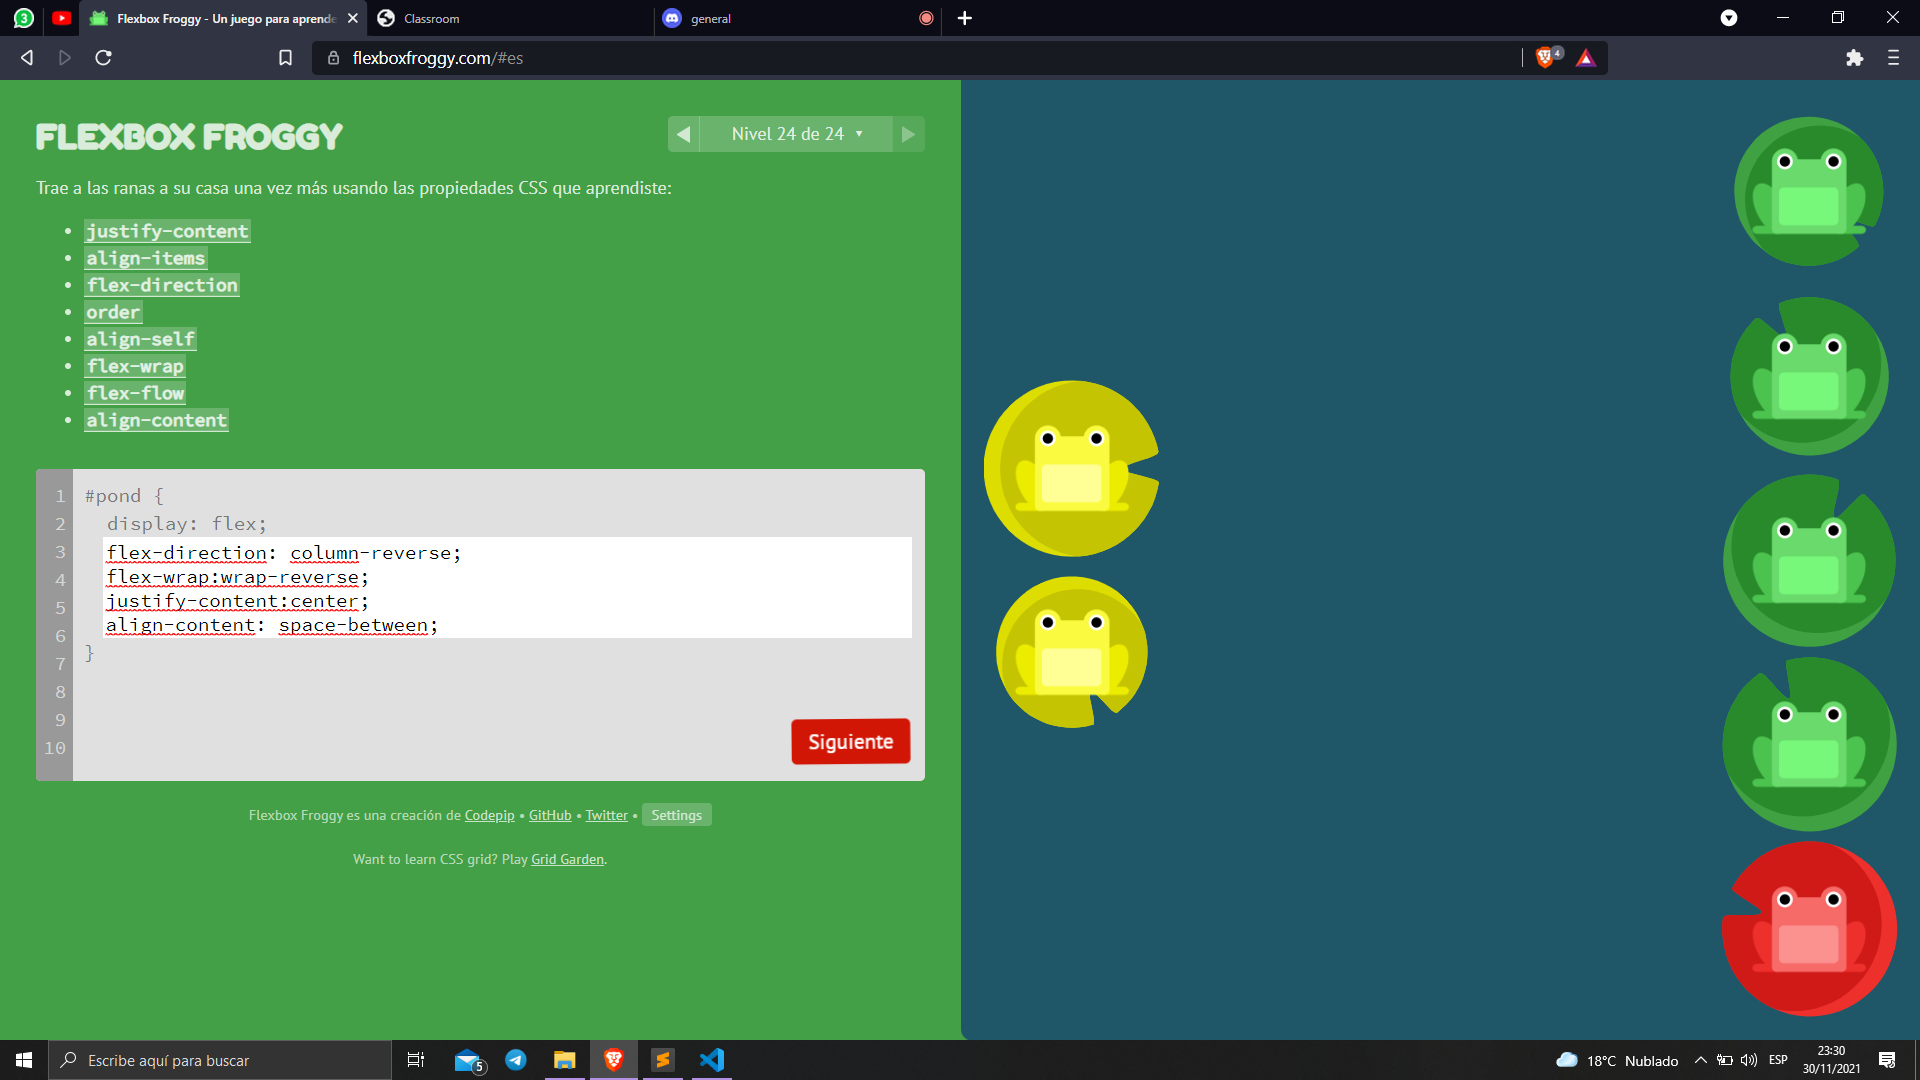 3
Flexbox Froggy - Un juego para aprende
Classroom
general
flexboxfroggy.com/#es
4
FLEXBOX FROGGY
Nivel 24 de 24 ▼
Trae a las ranas a su casa una vez más usando las propiedades CSS que aprendiste:
• justify-content
• align-items
• flex-direction
• order
• align-self
• flex-wrap
• flex-flow
• align-content
1 #pond {
2 display: flex;
3 flex-direction: column-reverse;
4 flex-wrap:wrap-reverse;
5 justify-content:center;
6 align-content: space-between;
7 }
8
9
10
Siguiente
Flexbox Froggy es una creación de Codepip • GitHub • Twitter • Settings
Want to learn CSS grid? Play Grid Garden.
Escribe aquí para buscar
5
18°C Nublado
ESP
23:30
30/11/2021